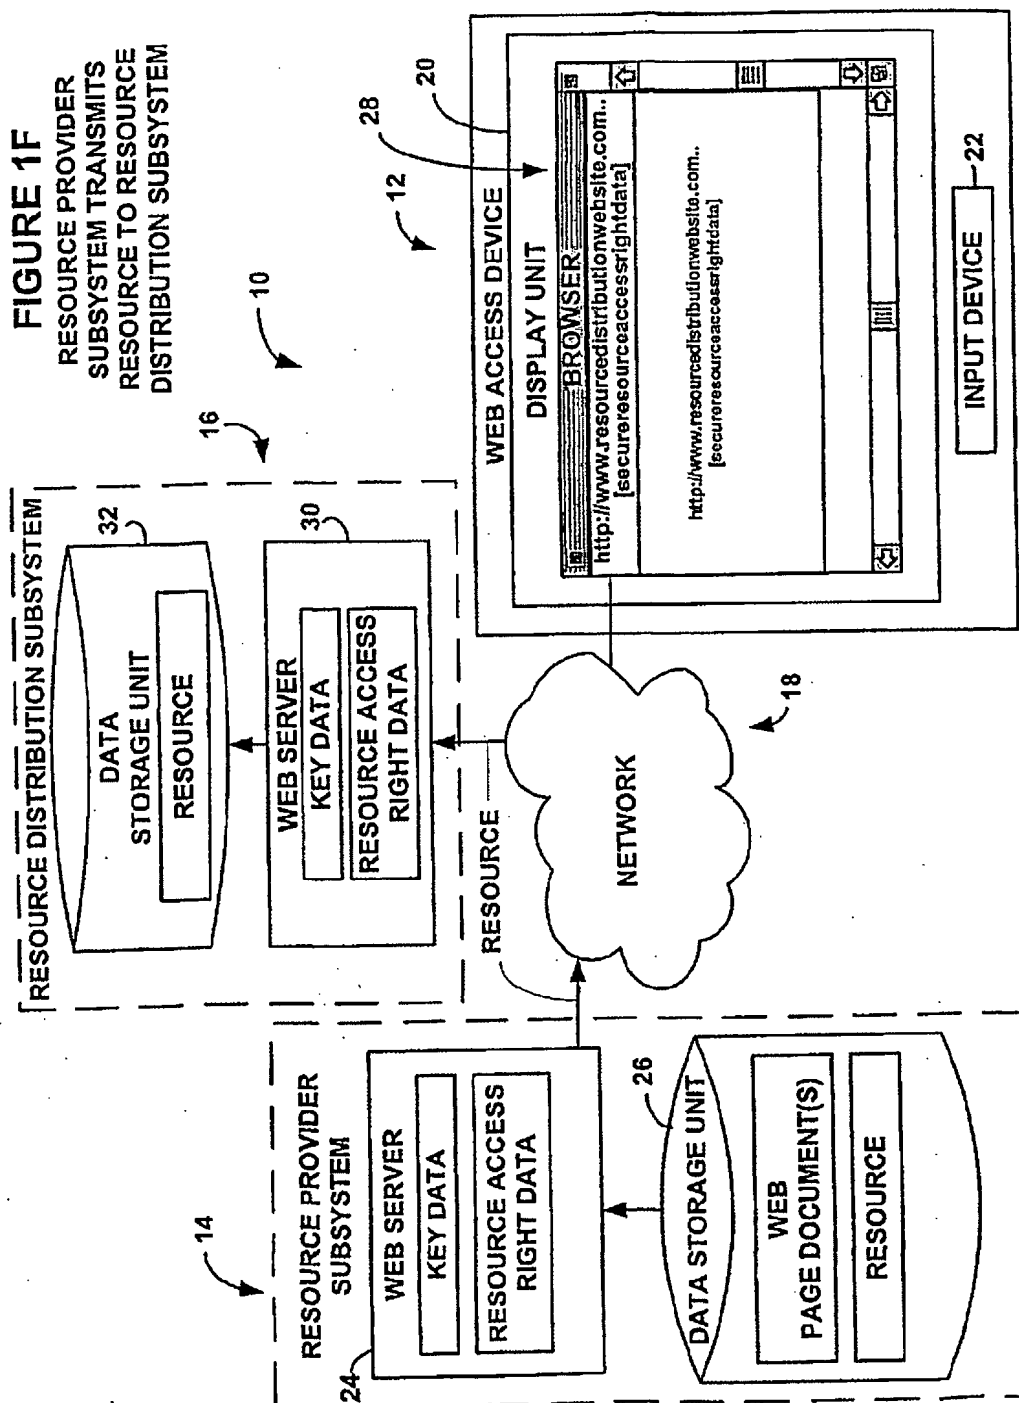 FIGURE 1F
RESOURCE PROVIDER
SUBSYSTEM TRANSMITS
RESOURCE TO RESOURCE
DISTRIBUTION SUBSYSTEM
10
16
RESOURCE DISTRIBUTION SUBSYSTEM
32
DATA
STORAGE UNIT
RESOURCE
30
WEB SERVER
KEY DATA
RESOURCE ACCESS
RIGHT DATA
14
RESOURCE PROVIDER
SUBSYSTEM
24
WEB SERVER
KEY DATA
RESOURCE ACCESS
RIGHT DATA
26
DATA STORAGE UNIT
WEB
PAGE DOCUMENT(S)
RESOURCE
RESOURCE
NETWORK
18
12
28
20
WEB ACCESS DEVICE
DISPLAY UNIT
BROWSER
http://www.resourcedistributionwebsite.com..
[secureresourceaccessrightdata]
http://www.resourcedistributionwebsite.com..
[secureresourceaccessrightdata]
INPUT DEVICE
22